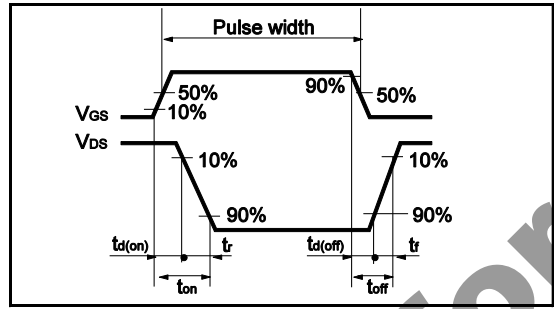 Pulse width
90%
50%
50%
10%
VGS
VDS
10%
10%
90%
90%
td(on)
tr
td(off)
tf
ton
toff